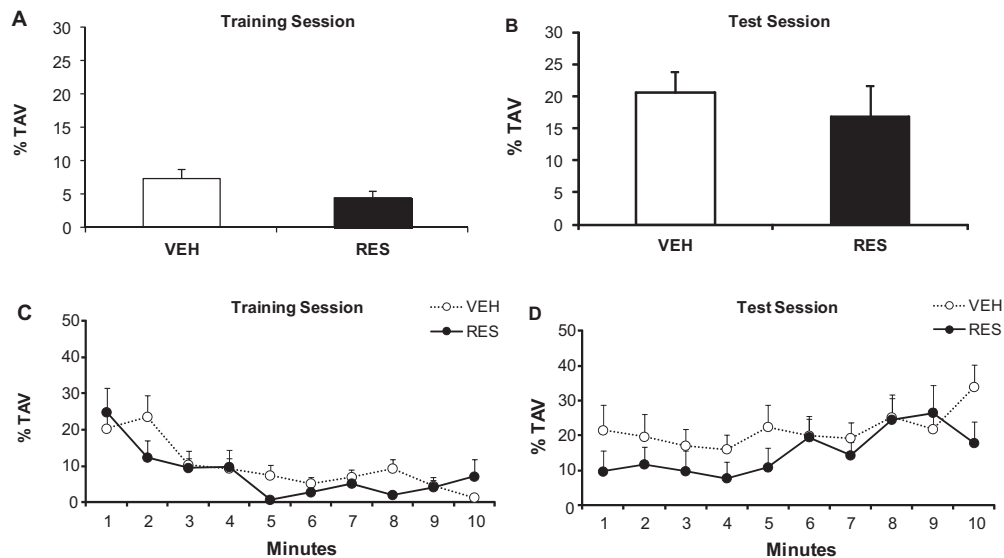 A
Training Session
30
25
20
15
10
5
0
% TAV
VEH
RES
B
Test Session
30
25
20
15
10
5
0
% TAV
VEH
RES
C
Training Session
VEH
RES
50
40
30
20
10
0
% TAV
1 2 3 4 5 6 7 8 9 10
Minutes
D
Test Session
VEH
RES
50
40
30
20
10
0
% TAV
1 2 3 4 5 6 7 8 9 10
Minutes